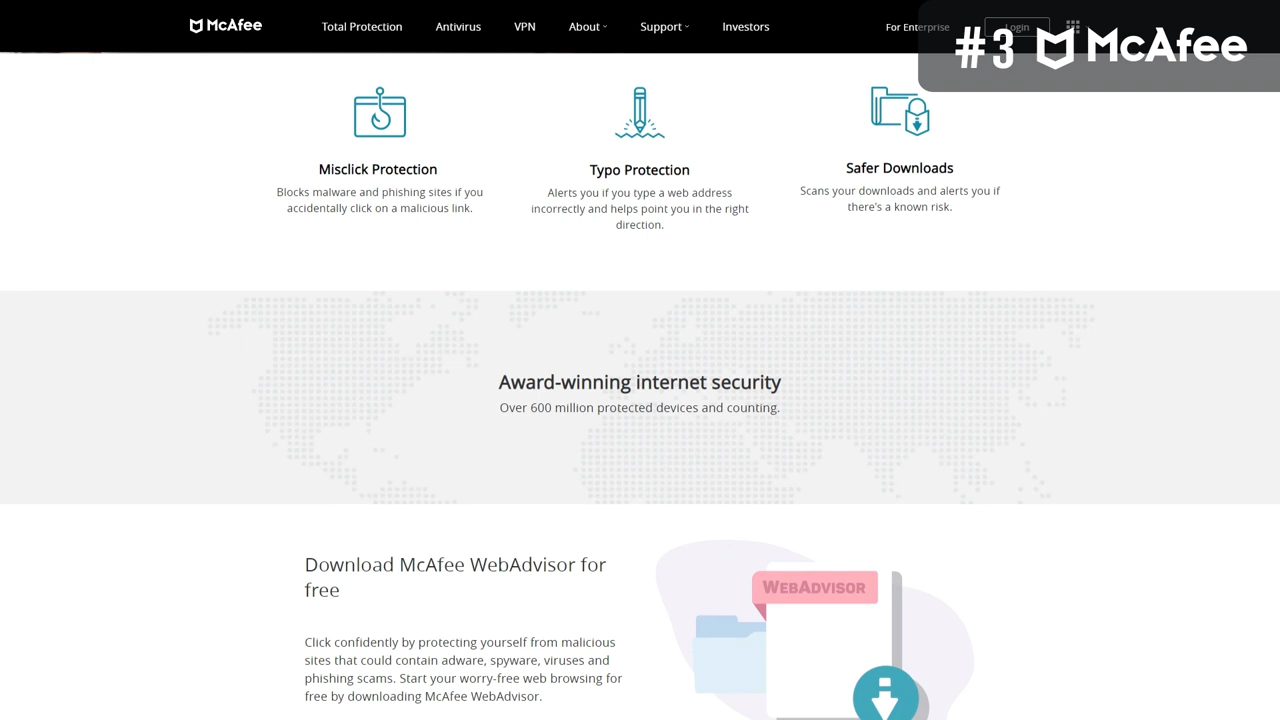 McAfee
Total Protection
Antivirus
VPN
About
Support
Investors
For Enterprise
Login
#3 McAfee
Misclick Protection
Blocks malware and phishing sites if you
accidentally click on a malicious link.
Typo Protection
Alerts you if you type a web address
incorrectly and helps point you in the right
direction.
Safer Downloads
Scans your downloads and alerts you if
there's a known risk.
Award-winning internet security
Over 600 million protected devices and counting.
Download McAfee WebAdvisor for
free
Click confidently by protecting yourself from malicious
sites that could contain adware, spyware, viruses and
phishing scams. Start your worry-free web browsing for
free by downloading McAfee WebAdvisor.
WEBADVISOR